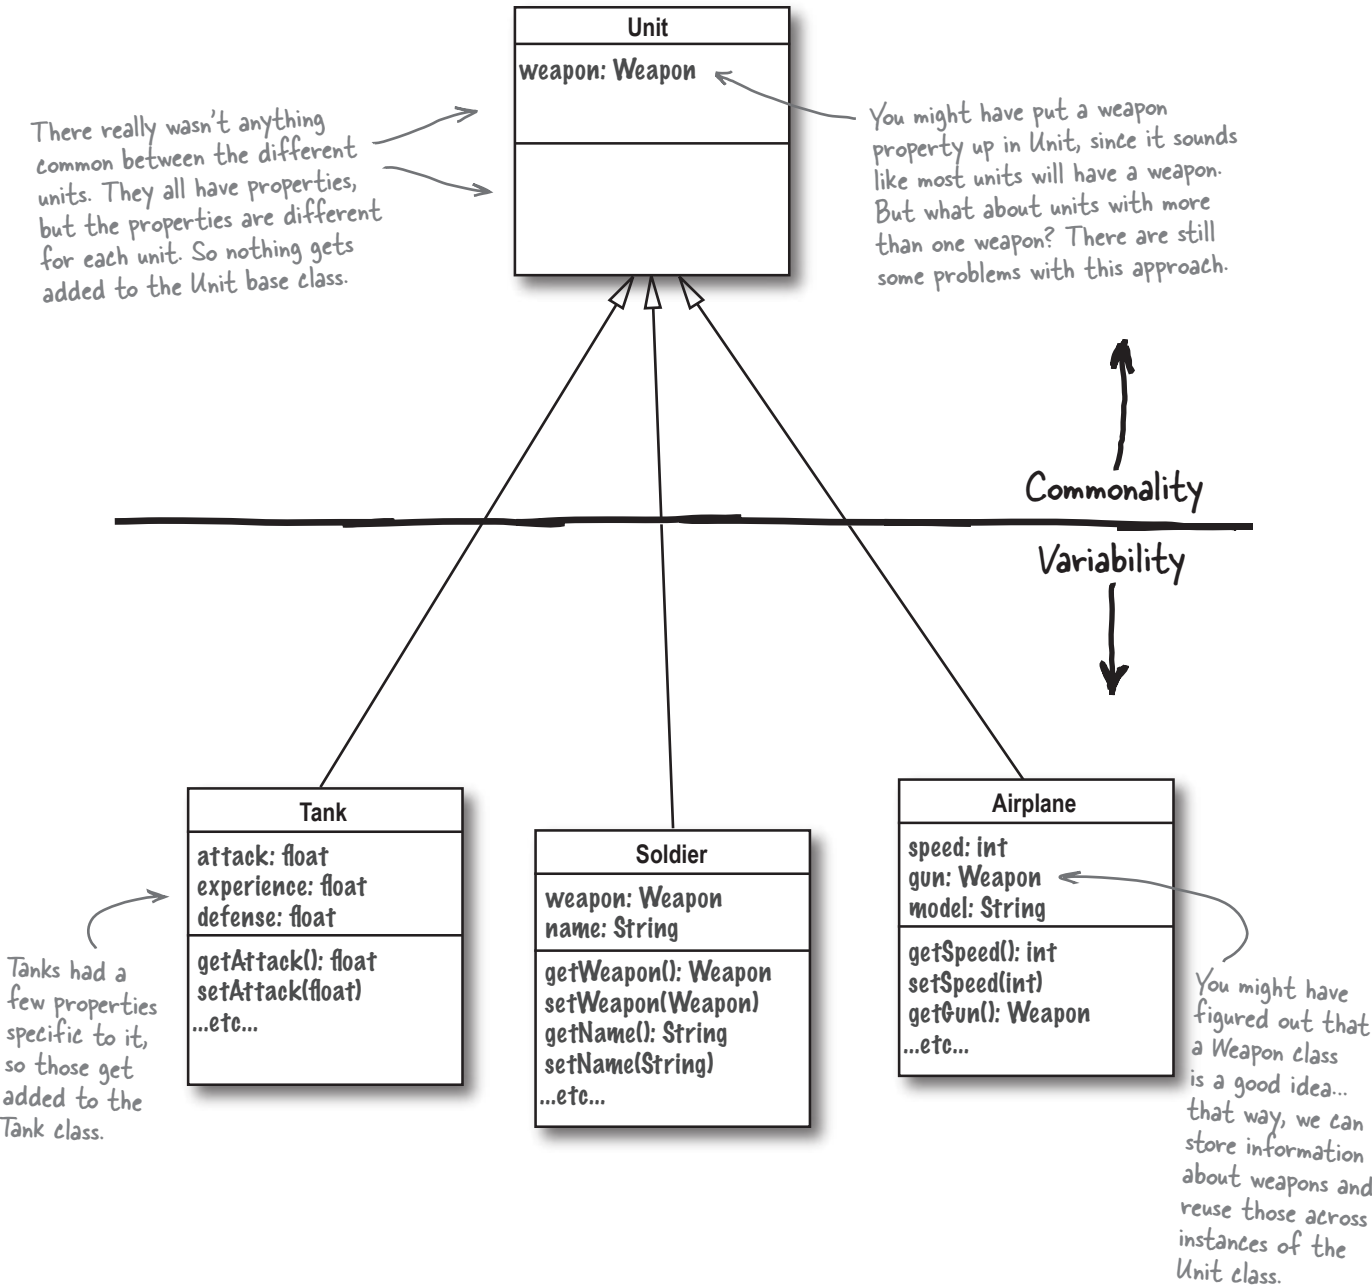 Unit
weapon: Weapon
There really wasn't anything
common between the different
units. They all have properties,
but the properties are different
for each unit. So nothing gets
added to the Unit base class.
You might have put a weapon
property up in Unit, since it sounds
like most units will have a weapon.
But what about units with more
than one weapon? There are still
some problems with this approach.
Commonality
Variability
Tank
attack: float
experience: float
defense: float
getAttack(): float
setAttack(float)
...etc...
Tanks had a
few properties
specific to it,
so those get
added to the
Tank class.
Soldier
weapon: Weapon
name: String
getWeapon(): Weapon
setWeapon(Weapon)
getName(): String
setName(String)
...etc...
Airplane
speed: int
gun: Weapon
model: String
getSpeed(): int
setSpeed(int)
getGun(): Weapon
...etc...
You might have
figured out that
a Weapon class
is a good idea...
that way, we can
store information
about weapons and
reuse those across
instances of the
Unit class.